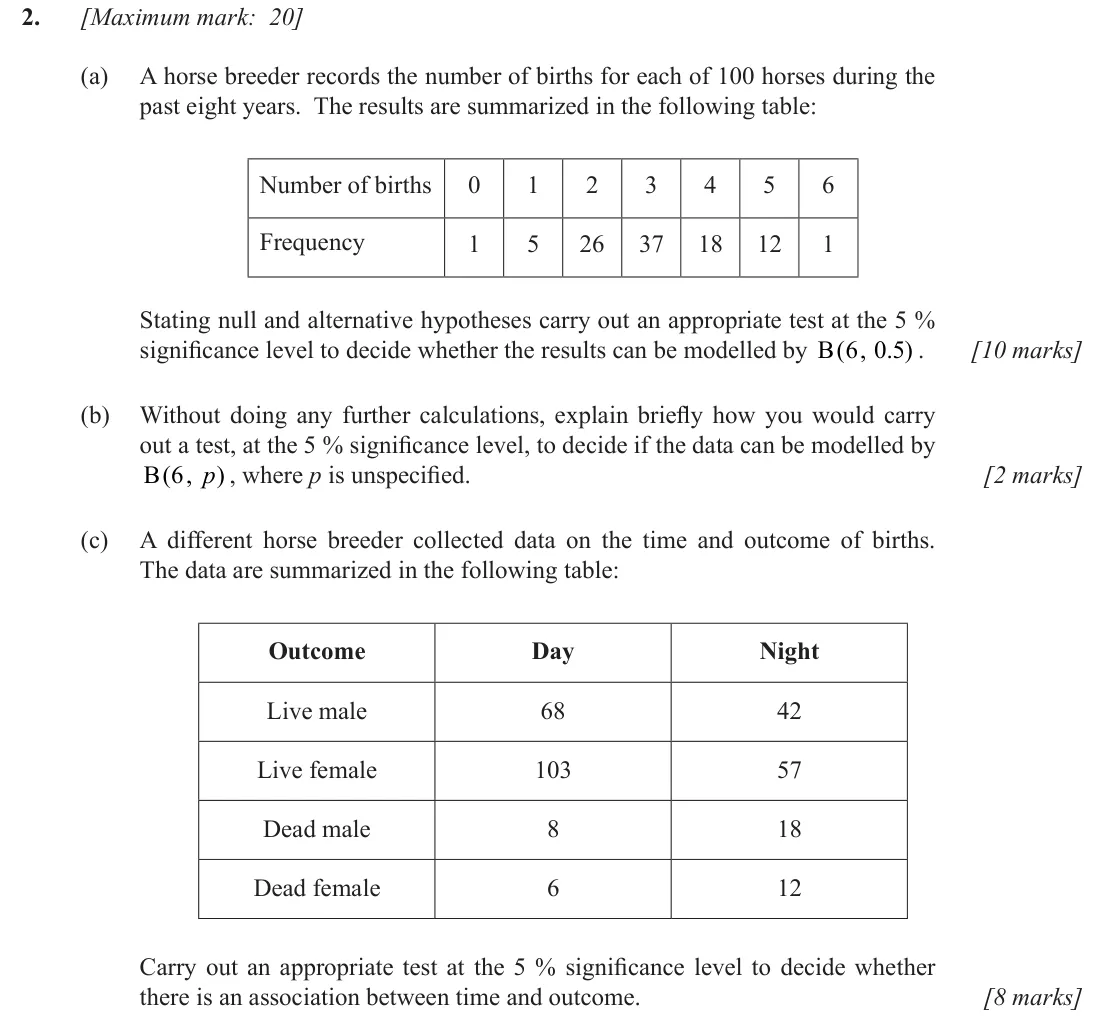 2. [Maximum mark: 20]
(a) A horse breeder records the number of births for each of 100 horses during the
past eight years. The results are summarized in the following table:
Number of births 0 1 2 3 4 5 6
Frequency 1 5 26 37 18 12 1
Stating null and alternative hypotheses carry out an appropriate test at the 5 %
significance level to decide whether the results can be modelled by B(6, 0.5). [10 marks]
(b) Without doing any further calculations, explain briefly how you would carry
out a test, at the 5 % significance level, to decide if the data can be modelled by
B(6, p), where p is unspecified. [2 marks]
(c) A different horse breeder collected data on the time and outcome of births.
The data are summarized in the following table:
Outcome Day Night
Live male 68 42
Live female 103 57
Dead male 8 18
Dead female 6 12
Carry out an appropriate test at the 5 % significance level to decide whether
there is an association between time and outcome. [8 marks]